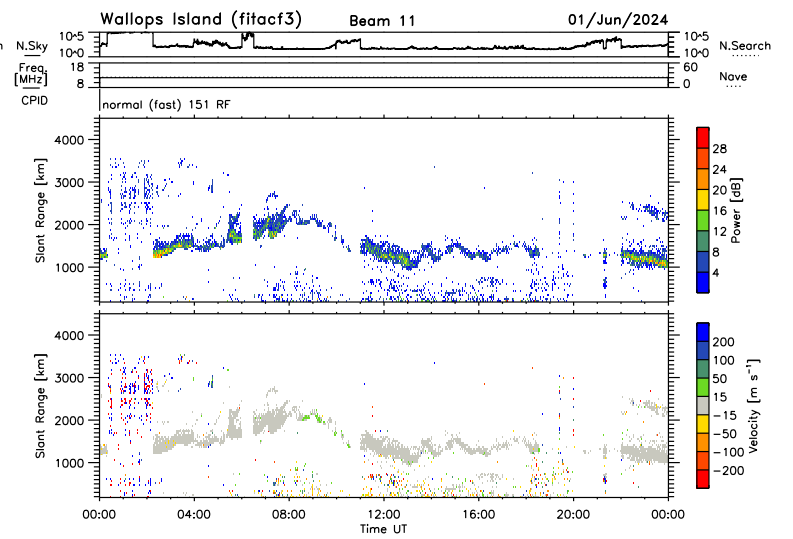 Wallops Island (fitacf3) Beam 11 01/Jun/2024
N.Sky 10^5 10^0 10^5 10^0 N.Search
Freq. [MHz] 18 8 60 0 Nave
CPID normal (fast) 151 RF
Slant Range [km] 4000 3000 2000 1000
28 24 20 16 12 8 4 Power [dB]
Slant Range [km] 4000 3000 2000 1000
200 100 50 15 −15 −50 −100 −200 Velocity [m s⁻¹]
00:00 04:00 08:00 12:00 16:00 20:00 00:00
Time UT